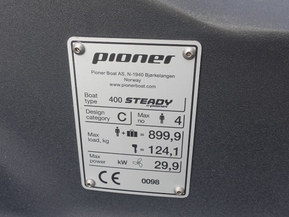 pioner
Pioner Boat AS, N-1940 Bjørkelangen
Norway
www.pionerboat.com
Boat type 400 STEADY
Design category C Max no 4
Max load, kg + = 899,9
= 124,1
Max power kW 29,9
CE 0098